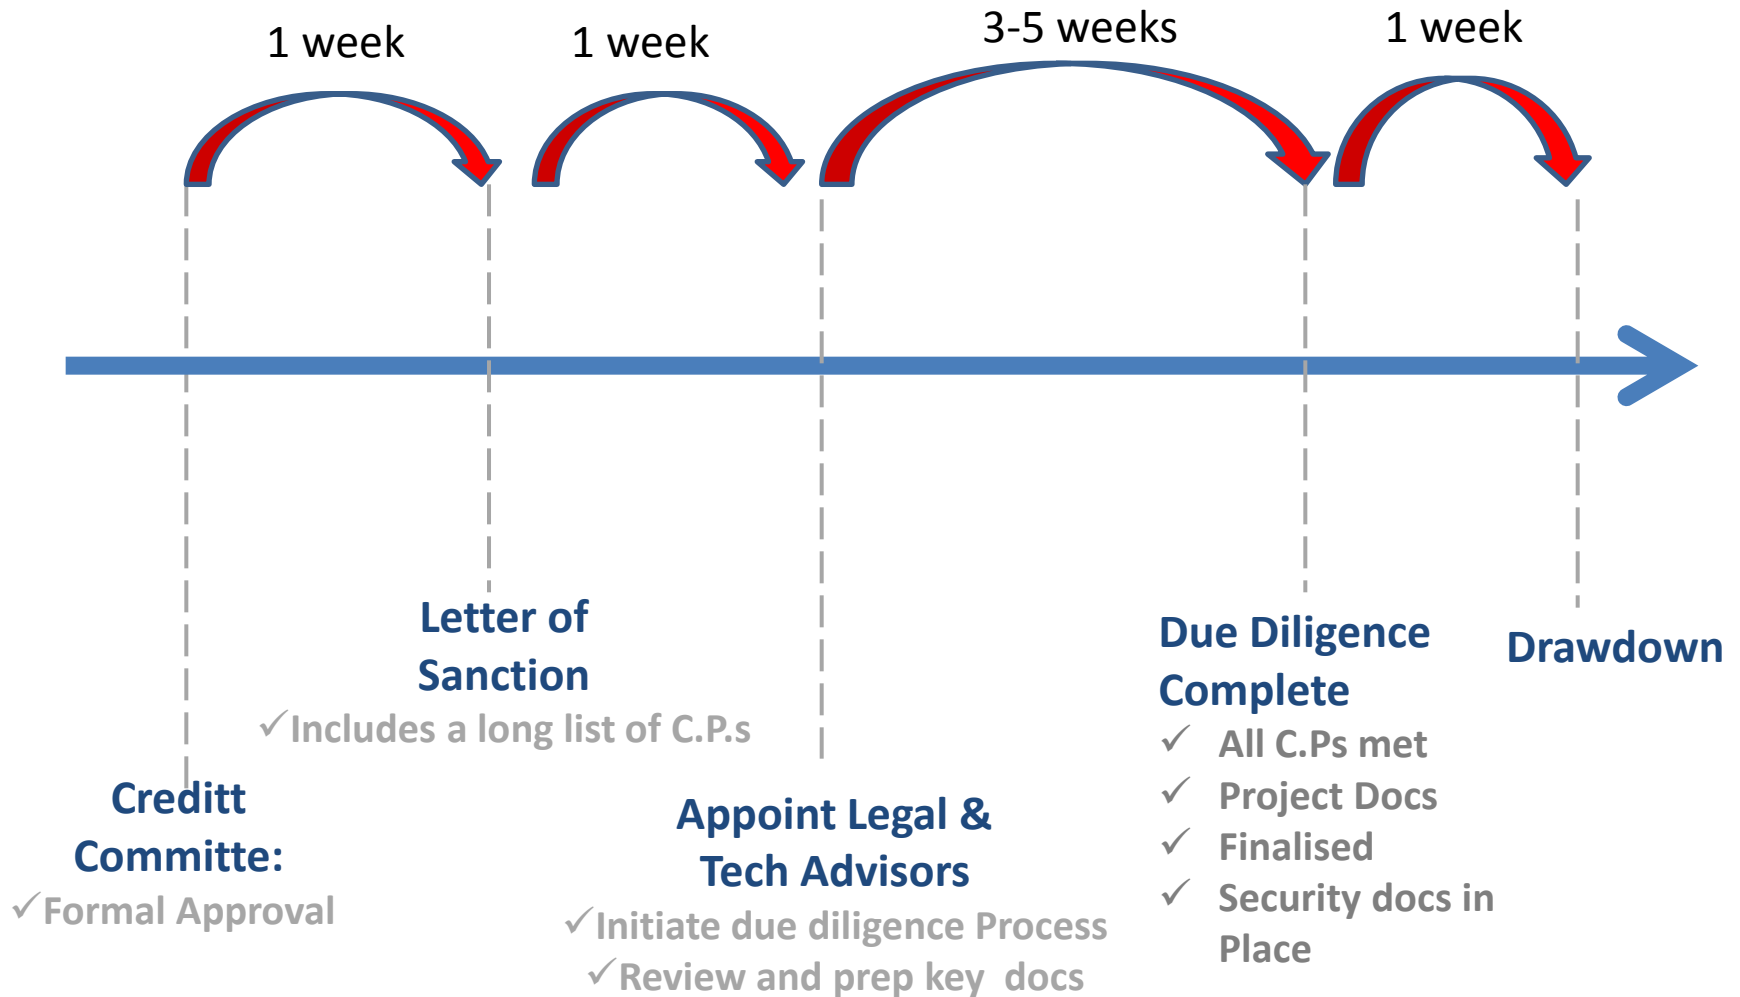 1 week
1 week
3-5 weeks
1 week
Creditt
Committe:
✓Formal Approval
Letter of
Sanction
✓Includes a long list of C.P.s
Appoint Legal &
Tech Advisors
✓Initiate due diligence Process
✓Review and prep key docs
Due Diligence
Complete
✓ All C.Ps met
✓ Project Docs
✓ Finalised
✓ Security docs in
Place
Drawdown